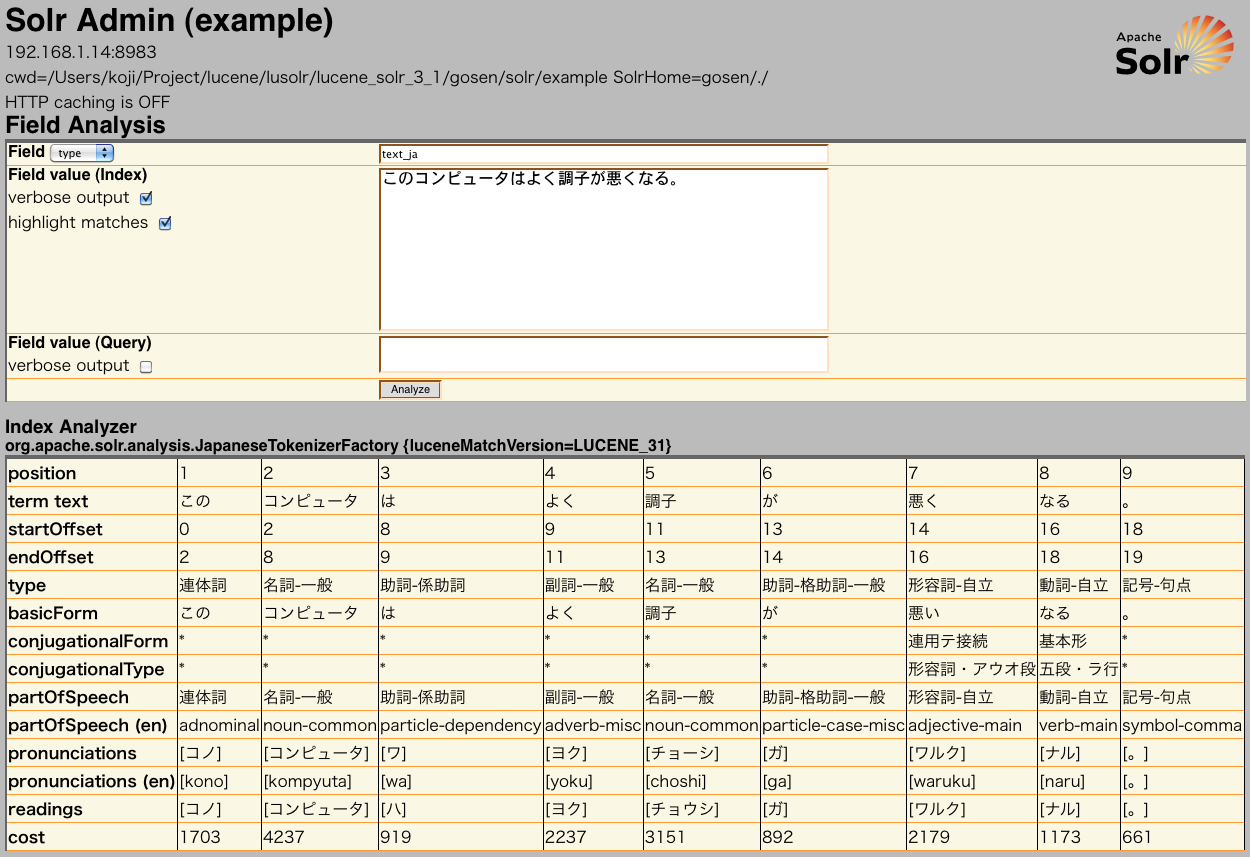 Solr Admin (example)
Apache
Solr
192.168.1.14:8983
cwd=/Users/koji/Project/lucene/lusolr/lucene_solr_3_1/gosen/solr/example SolrHome=gosen/./
HTTP caching is OFF
Field Analysis
Field type text_ja
Field value (Index) このコンピュータはよく調子が悪くなる。
verbose output
highlight matches
Field value (Query)
verbose output
Analyze
Index Analyzer
org.apache.solr.analysis.JapaneseTokenizerFactory {luceneMatchVersion=LUCENE_31}
position 1 2 3 4 5 6 7 8 9
term text この コンピュータ は よく 調子 が 悪く なる 。
startOffset 0 2 8 9 11 13 14 16 18
endOffset 2 8 9 11 13 14 16 18 19
type 連体詞 名詞-一般 助詞-係助詞 副詞-一般 名詞-一般 助詞-格助詞-一般 形容詞-自立 動詞-自立 記号-句点
basicForm この コンピュータ は よく 調子 が 悪い なる 。
conjugationalForm * * * * * * 連用テ接続 基本形 *
conjugationalType * * * * * * 形容詞・アウオ段 五段・ラ行 *
partOfSpeech 連体詞 名詞-一般 助詞-係助詞 副詞-一般 名詞-一般 助詞-格助詞-一般 形容詞-自立 動詞-自立 記号-句点
partOfSpeech (en) adnominal noun-common particle-dependency adverb-misc noun-common particle-case-misc adjective-main verb-main symbol-comma
pronunciations [コノ] [コンピュータ] [ワ] [ヨク] [チョーシ] [ガ] [ワルク] [ナル] [。]
pronunciations (en) [kono] [kompyuta] [wa] [yoku] [choshi] [ga] [waruku] [naru] [。]
readings [コノ] [コンピュータ] [ハ] [ヨク] [チョウシ] [ガ] [ワルク] [ナル] [。]
cost 1703 4237 919 2237 3151 892 2179 1173 661